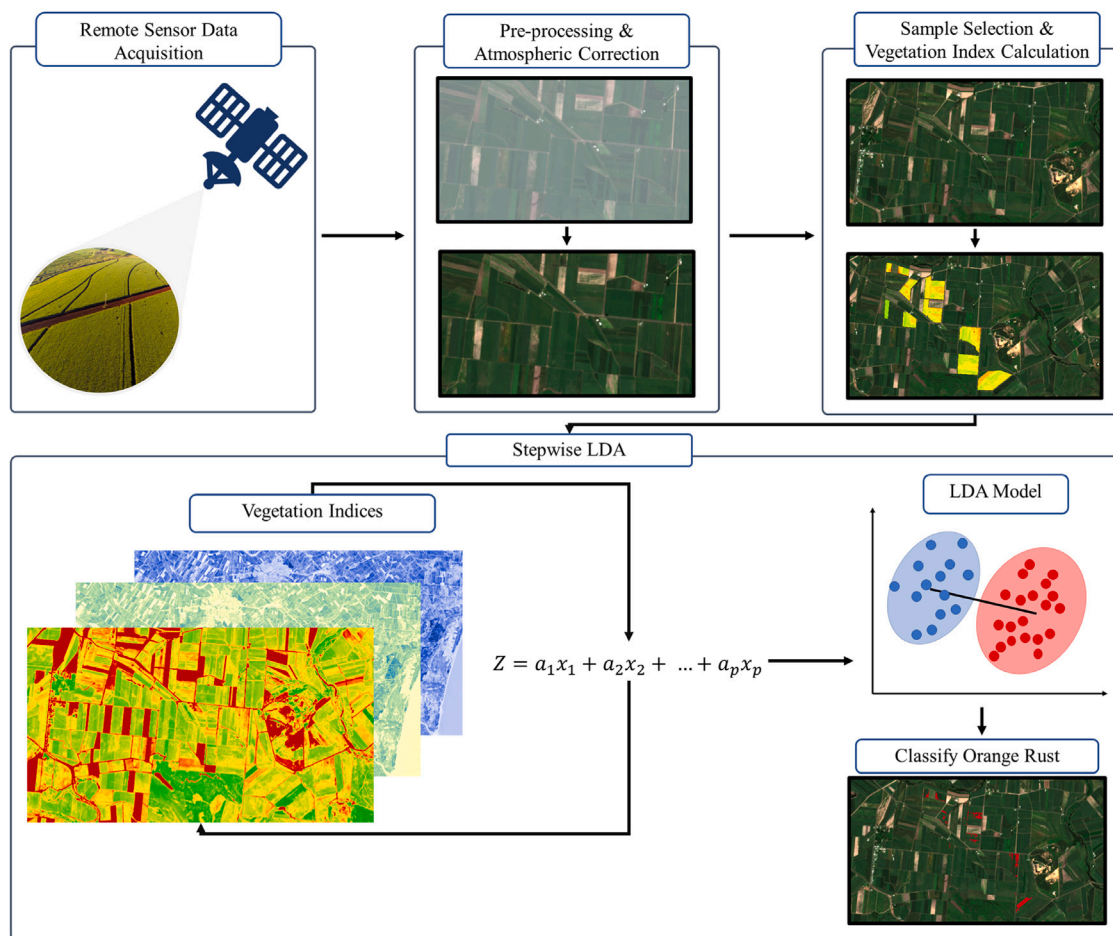 Remote Sensor Data
Acquisition
Pre-processing &
Atmospheric Correction
Sample Selection &
Vegetation Index Calculation
Stepwise LDA
Vegetation Indices
LDA Model
Z = a₁x₁ + a₂x₂ + … + aₚxₚ
Classify Orange Rust